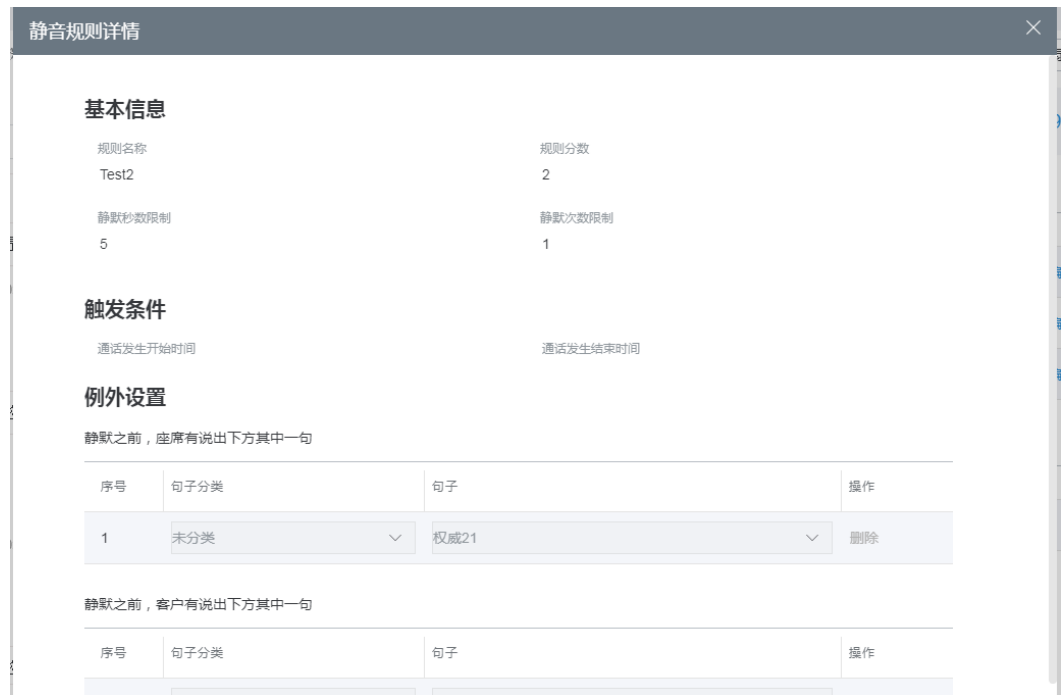 静音规则详情
基本信息
规则名称 规则分数
Test2 2
静默秒数限制 静默次数限制
5 1
触发条件
通话发生开始时间 通话发生结束时间
例外设置
静默之前，座席有说出下方其中一句
序号 句子分类 句子 操作
1 未分类 权威21 删除
静默之前，客户有说出下方其中一句
序号 句子分类 句子 操作